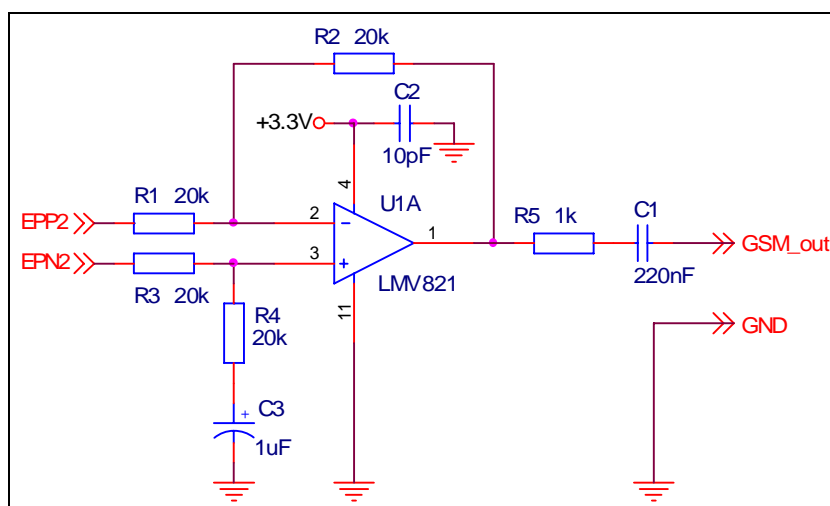 R2 20k
C2
+3.3V
10pF
4
R1 20k
U1A
EPP2
2
1
R5 1k
C1
EPN2
3
GSM_out
R3 20k
LMV821
220nF
11
R4
20k
GND
C3
+
1uF